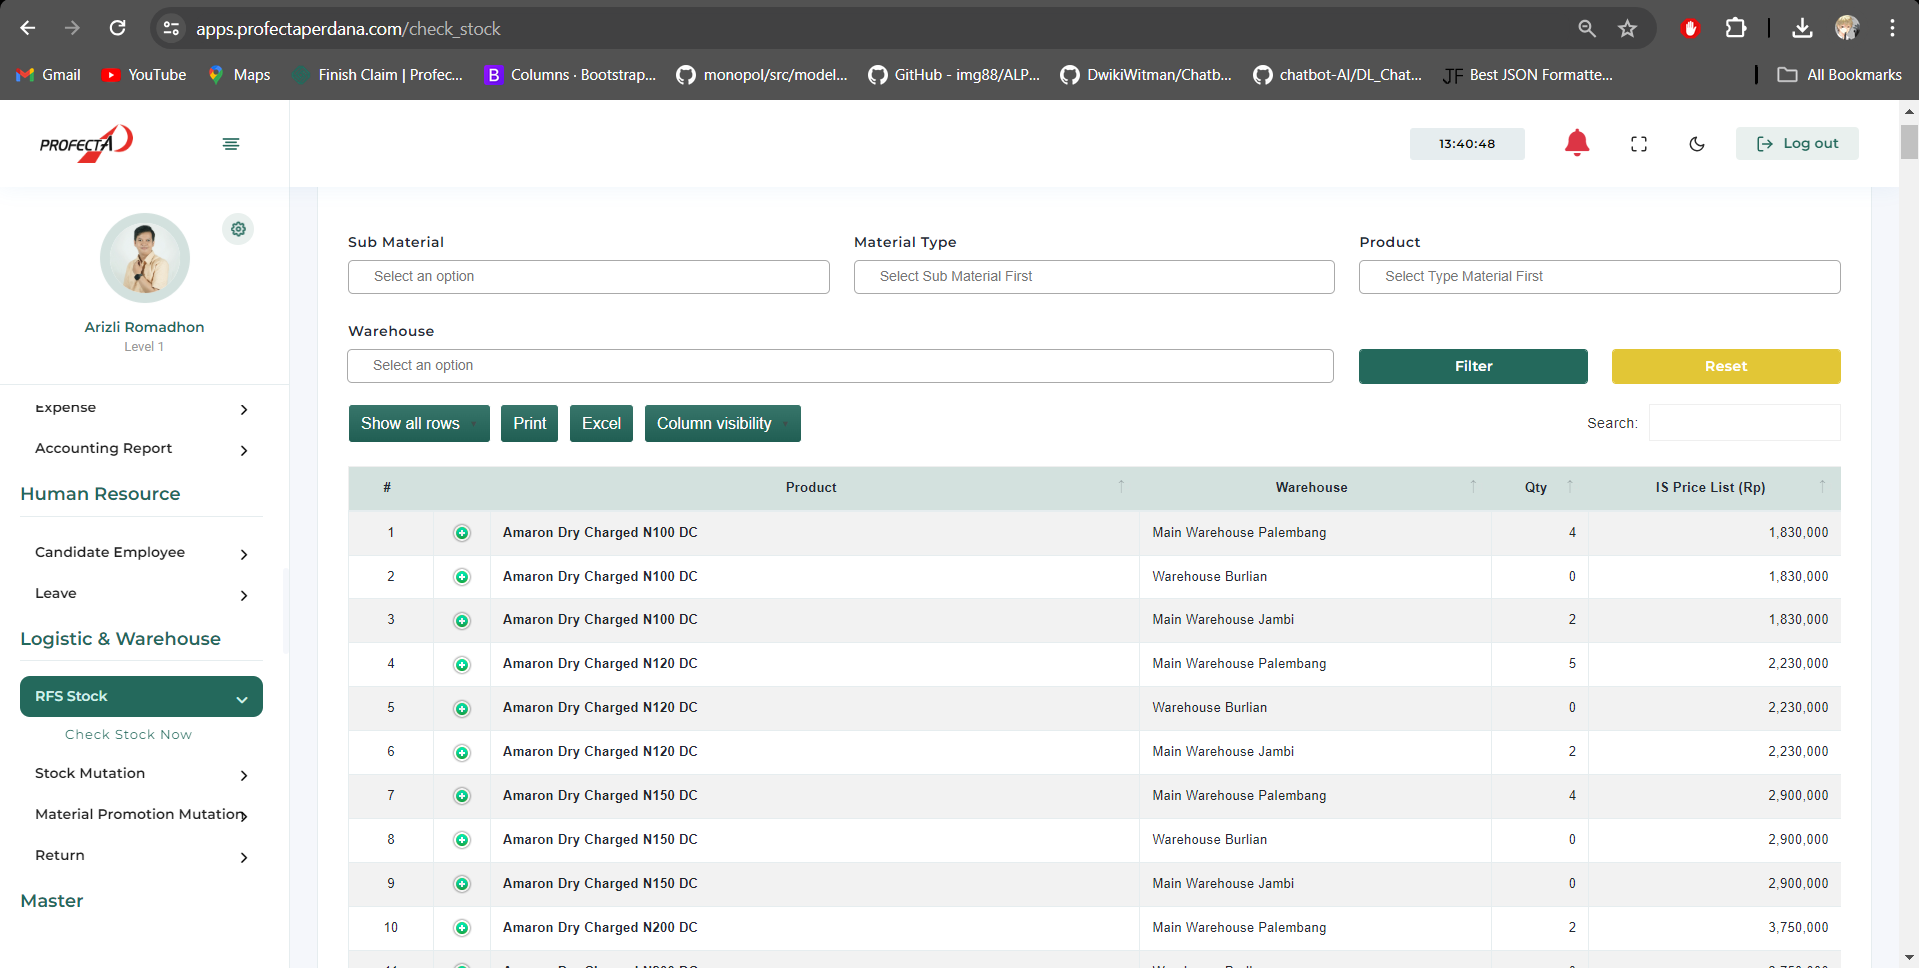 apps.profectaperdana.com/check_stock
Gmail
YouTube
Maps
Finish Claim | Profec...
B Columns · Bootstrap...
monopol/src/model...
GitHub - img88/ALP...
DwikiWitman/Chatb...
chatbot-AI/DL_Chat...
JF Best JSON Formatte...
All Bookmarks
PROFECTA
13:40:48
Log out
Arizli Romadhon
Level 1
Expense
Accounting Report
Human Resource
Candidate Employee
Leave
Logistic & Warehouse
RFS Stock
Check Stock Now
Stock Mutation
Material Promotion Mutation
Return
Master
Sub Material
Material Type
Product
Select an option
Select Sub Material First
Select Type Material First
Warehouse
Select an option
Filter
Reset
Show all rows
Print
Excel
Column visibility
Search:
# Product Warehouse Qty IS Price List (Rp)
1 Amaron Dry Charged N100 DC Main Warehouse Palembang 4 1,830,000
2 Amaron Dry Charged N100 DC Warehouse Burlian 0 1,830,000
3 Amaron Dry Charged N100 DC Main Warehouse Jambi 2 1,830,000
4 Amaron Dry Charged N120 DC Main Warehouse Palembang 5 2,230,000
5 Amaron Dry Charged N120 DC Warehouse Burlian 0 2,230,000
6 Amaron Dry Charged N120 DC Main Warehouse Jambi 2 2,230,000
7 Amaron Dry Charged N150 DC Main Warehouse Palembang 4 2,900,000
8 Amaron Dry Charged N150 DC Warehouse Burlian 0 2,900,000
9 Amaron Dry Charged N150 DC Main Warehouse Jambi 0 2,900,000
10 Amaron Dry Charged N200 DC Main Warehouse Palembang 2 3,750,000